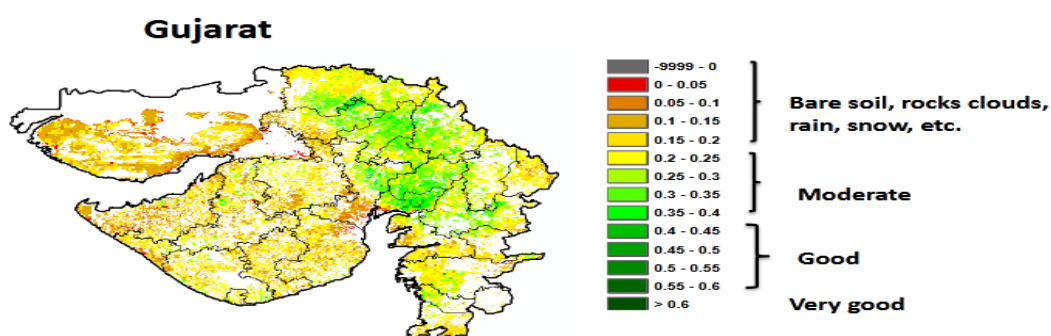 Gujarat
-9999 - 0
0 - 0.05
0.05 - 0.1
0.1 - 0.15
0.15 - 0.2
0.2 - 0.25
0.25 - 0.3
0.3 - 0.35
0.35 - 0.4
0.4 - 0.45
0.45 - 0.5
0.5 - 0.55
0.55 - 0.6
> 0.6
Bare soil, rocks clouds,
rain, snow, etc.
Moderate
Good
Very good